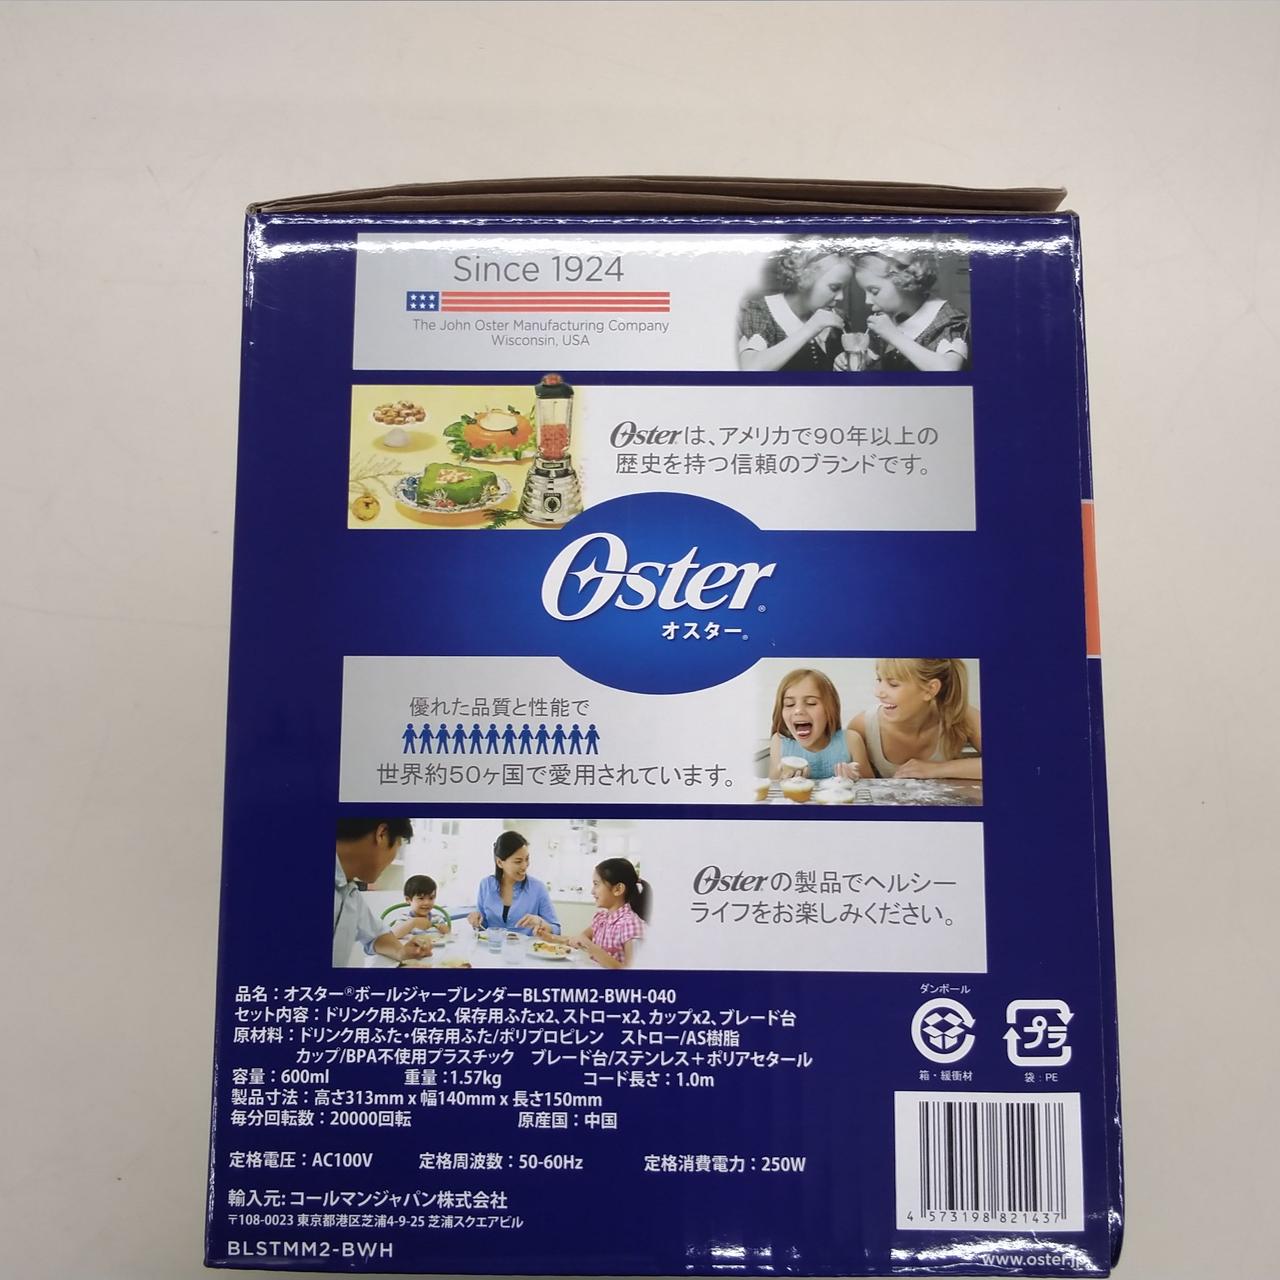 Since 1924
The John Oster Manufacturing Company
Wisconsin, USA
Osterは、アメリカで90年以上の
歴史を持つ信頼のブランドです。
Oster®
オスター®
優れた品質と性能で
世界約50ヶ国で愛用されています。
Osterの製品でヘルシー
ライフをお楽しみください。
品名：オスター®ボールジャーブレンダーBLSTMM2-BWH-040
セット内容：ドリンク用ふたx2、保存用ふたx2、ストローx2、カップx2、ブレード台
原材料：ドリンク用ふた・保存用ふた/ポリプロピレン　ストロー/AS樹脂
カップ/BPA不使用プラスチック　ブレード台/ステンレス＋ポリアセタール
容量：600ml　重量：1.57kg　コード長さ：1.0m
製品寸法：高さ313mm x 幅140mm x 長さ150mm
毎分回転数：20000回転　原産国：中国
定格電圧：AC100V　定格周波数：50-60Hz　定格消費電力：250W
輸入元：コールマンジャパン株式会社
〒108-0023 東京都港区芝浦4-9-25 芝浦スクエアビル
BLSTMM2-BWH
ダンボール
箱・緩衝材
プラ
袋：PE
4 573198 821437
www.oster.jp